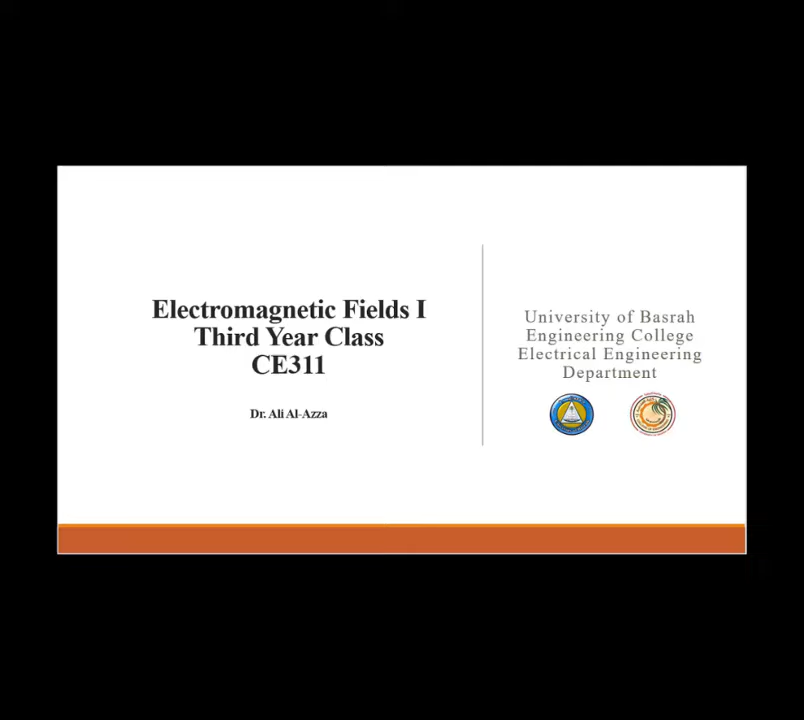 Electromagnetic Fields I
Third Year Class
CE311
Dr. Ali Al-Azza
University of Basrah
Engineering College
Electrical Engineering
Department